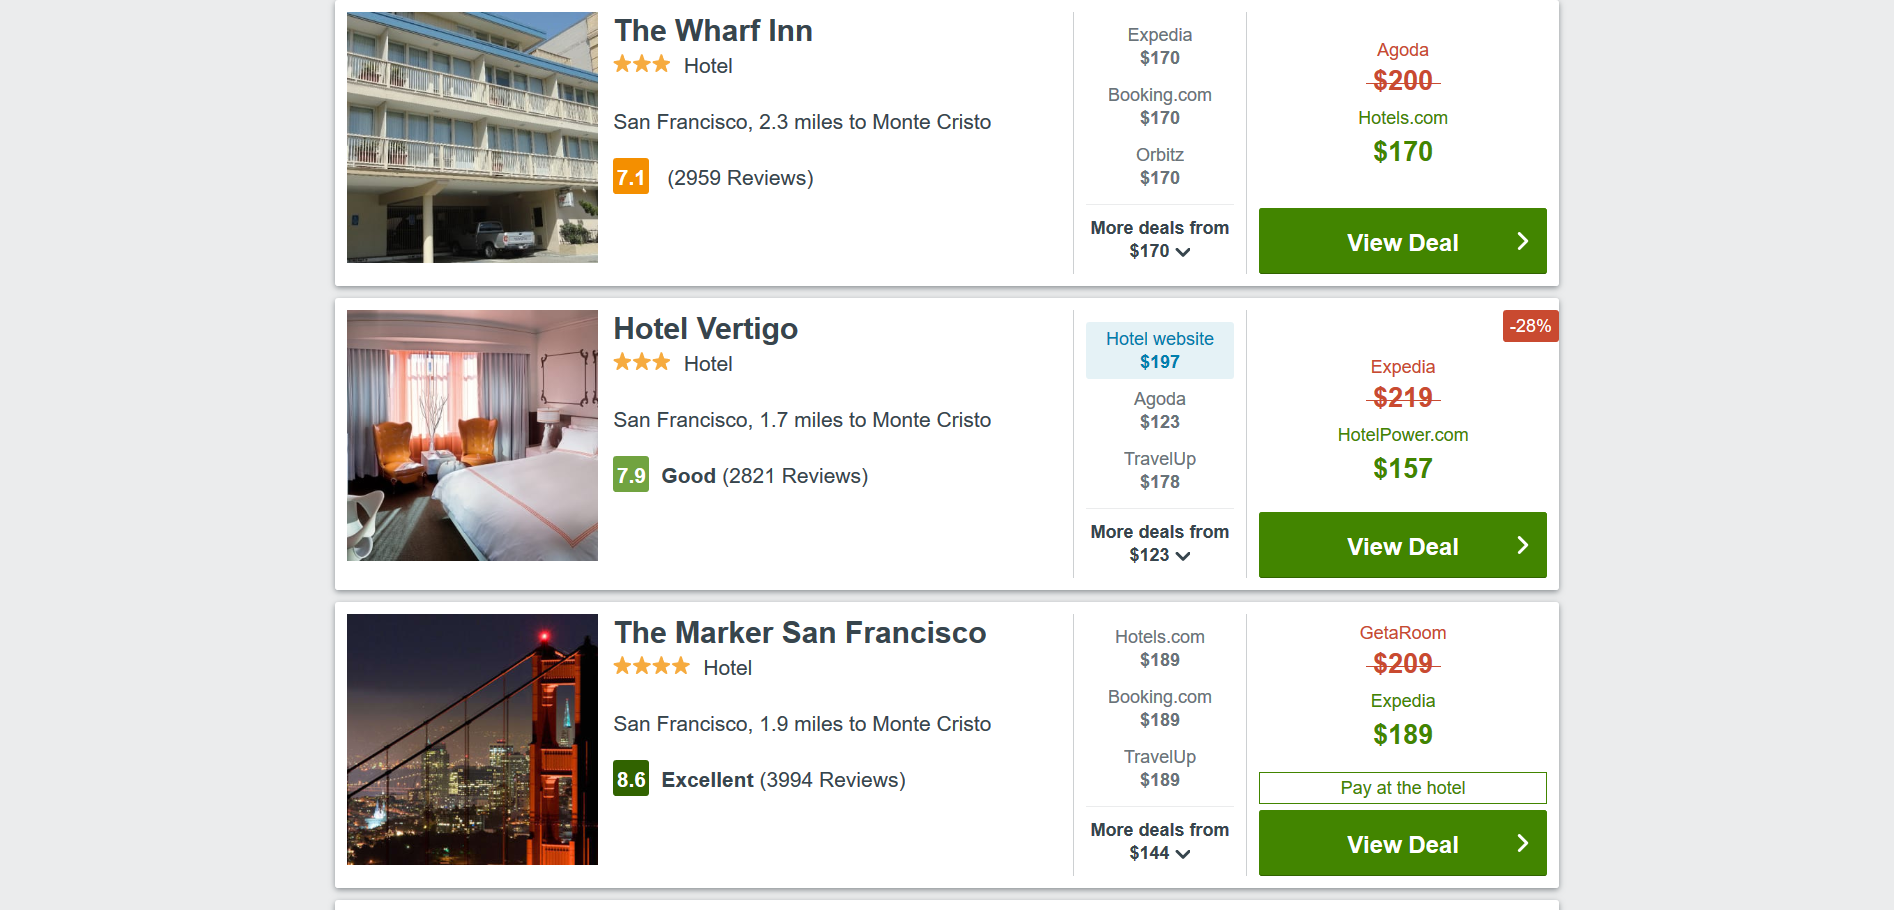 The Wharf Inn
Hotel
San Francisco, 2.3 miles to Monte Cristo
7.1 (2959 Reviews)
Expedia
$170
Booking.com
$170
Orbitz
$170
More deals from
$170
Agoda
$200
Hotels.com
$170
View Deal
Hotel Vertigo
Hotel
San Francisco, 1.7 miles to Monte Cristo
7.9 Good (2821 Reviews)
Hotel website
$197
Agoda
$123
TravelUp
$178
More deals from
$123
-28%
Expedia
$219
HotelPower.com
$157
View Deal
The Marker San Francisco
Hotel
San Francisco, 1.9 miles to Monte Cristo
8.6 Excellent (3994 Reviews)
Hotels.com
$189
Booking.com
$189
TravelUp
$189
More deals from
$144
GetaRoom
$209
Expedia
$189
Pay at the hotel
View Deal